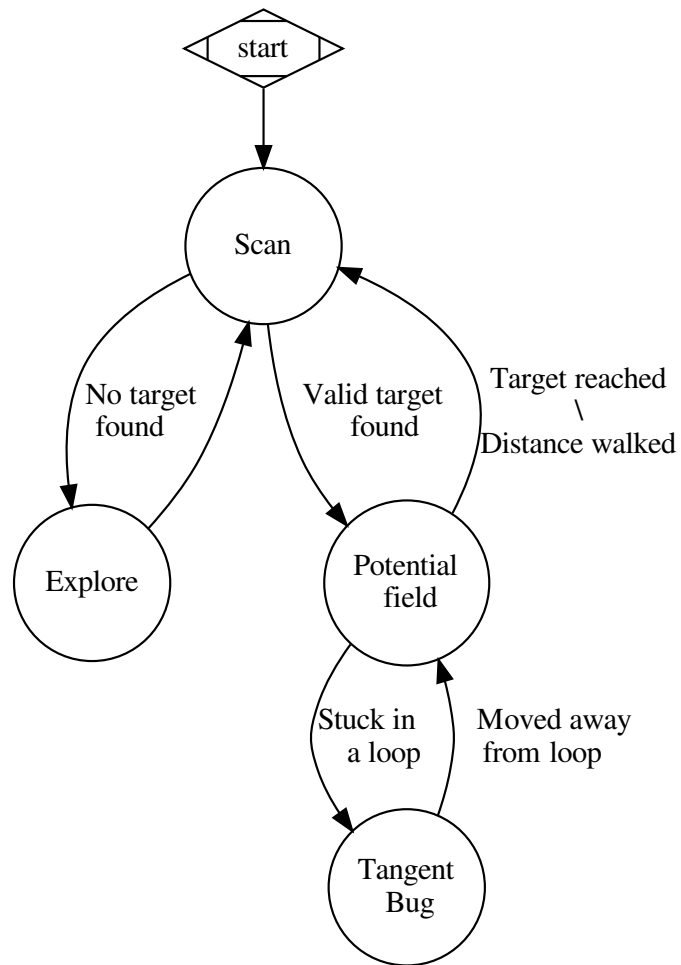 start
Scan
No target
found
Valid target
found
Target reached
\
Distance walked
Explore
Potential
field
Stuck in
a loop
Moved away
from loop
Tangent
Bug